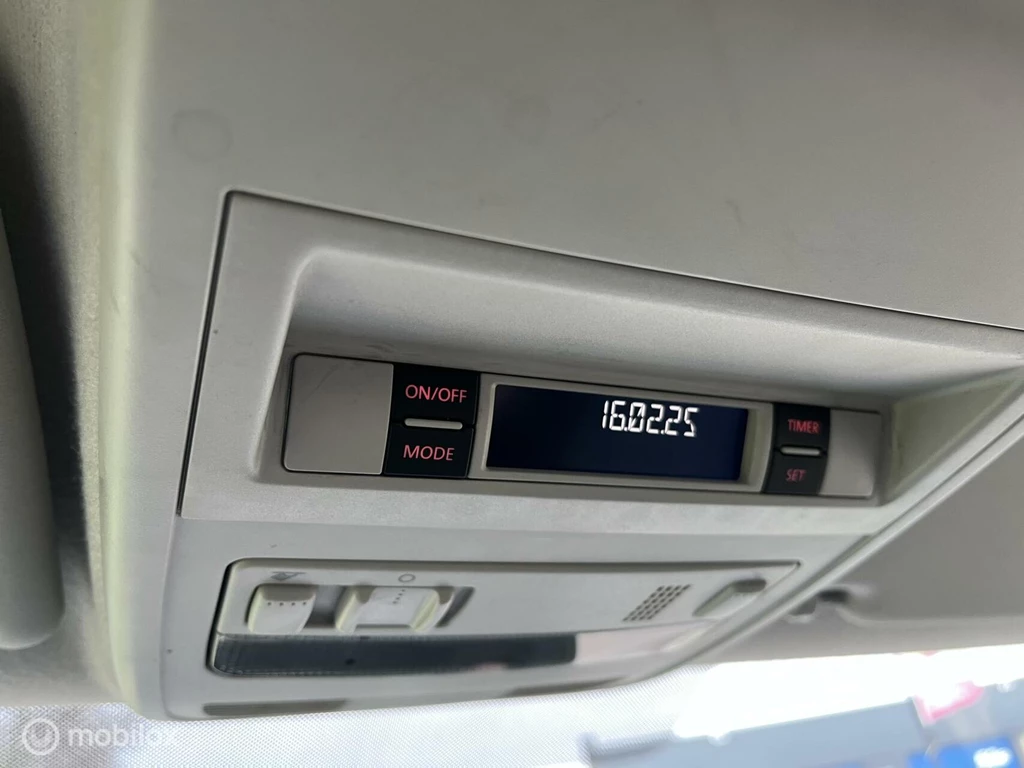 ON/OFF
MODE
16.02.25
TIMER
SET
mobilox